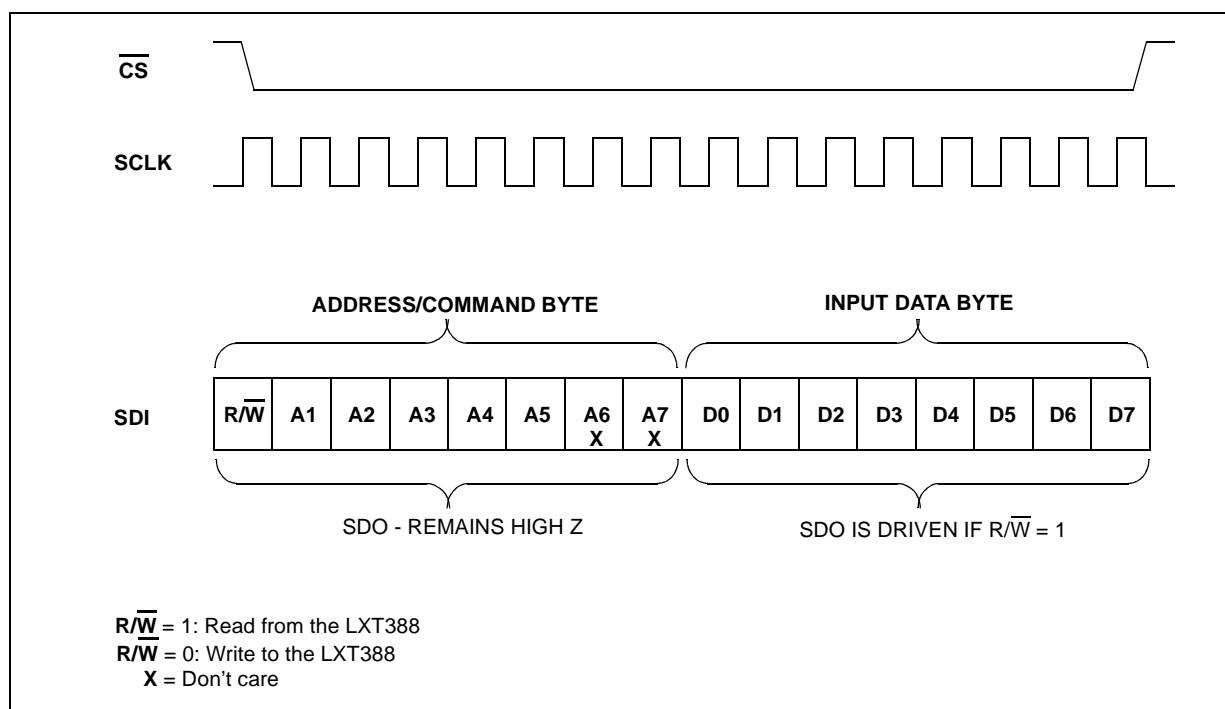 CS
SCLK
ADDRESS/COMMAND BYTE
INPUT DATA BYTE
SDI
R/W A1 A2 A3 A4 A5 A6 A7 D0 D1 D2 D3 D4 D5 D6 D7
X X
SDO - REMAINS HIGH Z
SDO IS DRIVEN IF R/W = 1
R/W = 1: Read from the LXT388
R/W = 0: Write to the LXT388
X = Don't care